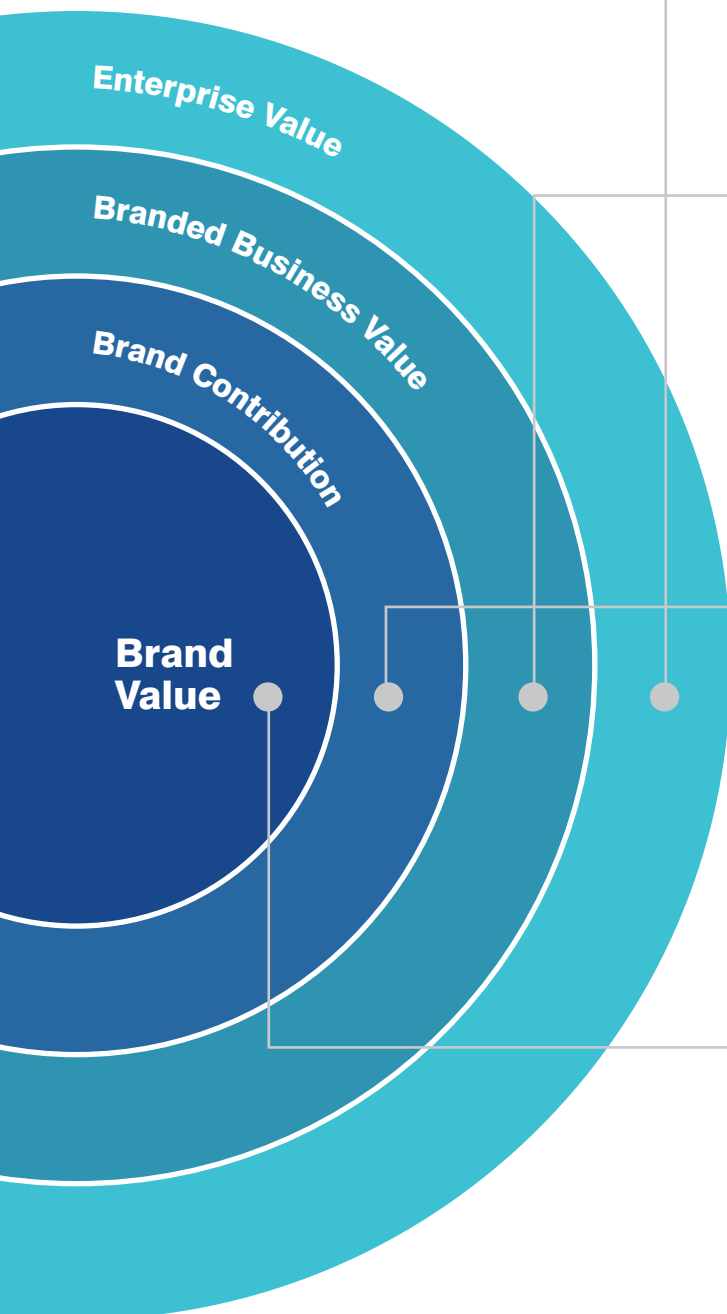 Enterprise Value
Branded Business Value
Brand Contribution
Brand
Value